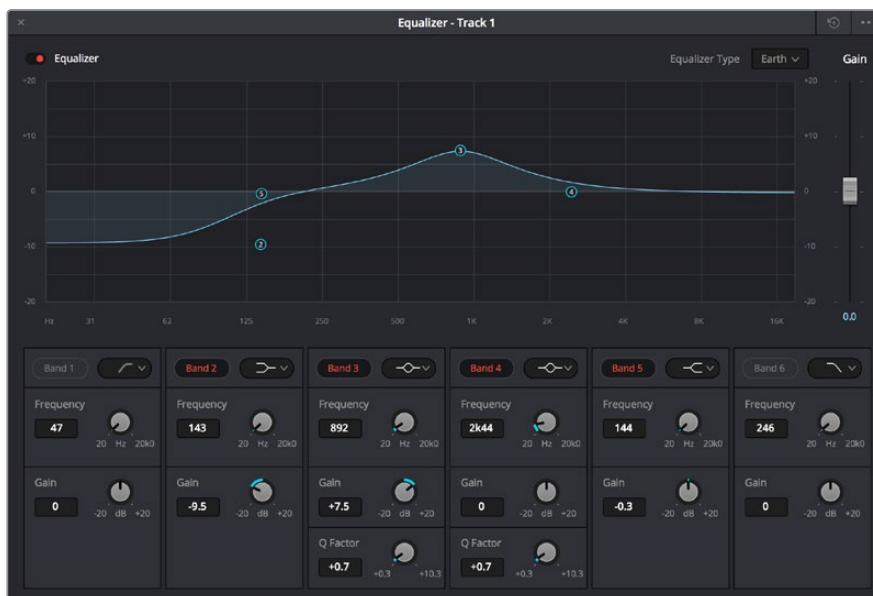 Equalizer - Track 1
Equalizer
Equalizer Type Earth Gain
+20 +20
+10 +10
0 0
-10 -10
-20 -20
Hz 31 62 125 250 500 1K 2K 4K 8K 16K
5 3 4
2
0.0
Band 1 Band 2 Band 3 Band 4 Band 5 Band 6
Frequency Frequency Frequency Frequency Frequency Frequency
47 143 892 2k44 144 246
20 Hz 20k0 20 Hz 20k0 20 Hz 20k0 20 Hz 20k0 20 Hz 20k0 20 Hz 20k0
Gain Gain Gain Gain Gain Gain
0 -9.5 +7.5 0 -0.3 0
-20 dB +20 -20 dB +20 -20 dB +20 -20 dB +20 -20 dB +20 -20 dB +20
Q Factor Q Factor
+0.7 +0.7
+0.3 +10.3 +0.3 +10.3